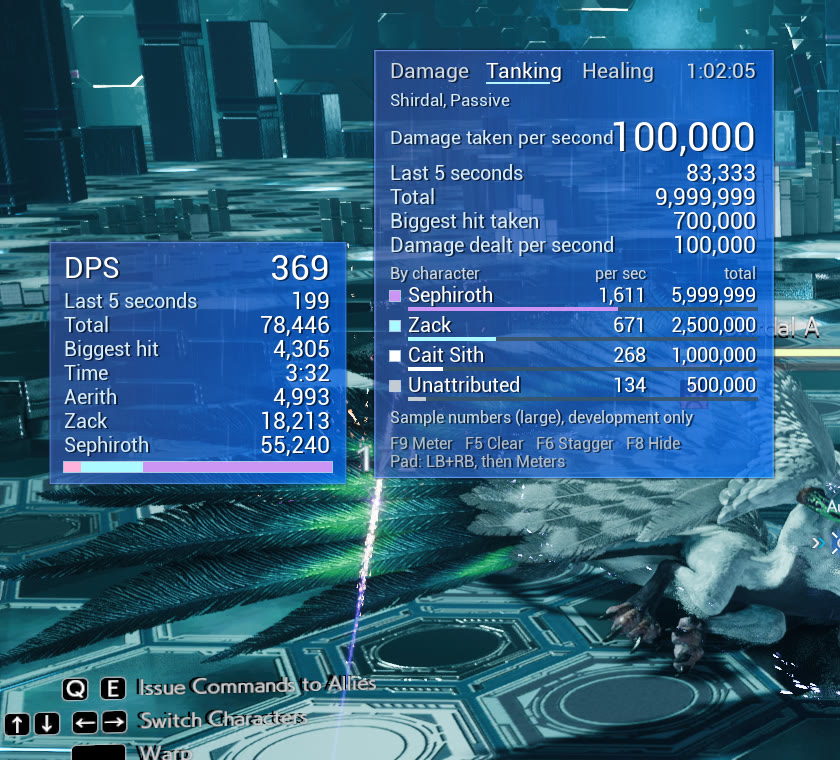 Damage Tanking Healing 1:02:05
Shirdal, Passive
Damage taken per second 100,000
Last 5 seconds 83,333
Total 9,999,999
Biggest hit taken 700,000
Damage dealt per second 100,000
By character per sec total
Sephiroth 1,611 5,999,999
Zack 671 2,500,000
Cait Sith 268 1,000,000
Unattributed 134 500,000
Sample numbers (large), development only
F9 Meter F5 Clear F6 Stagger F8 Hide
Pad: LB+RB, then Meters
DPS 369
Last 5 seconds 199
Total 78,446
Biggest hit 4,305
Time 3:32
Aerith 4,993
Zack 18,213
Sephiroth 55,240
Q E Issue Commands to Allies
↑ ↓ ← → Switch Characters
Warp